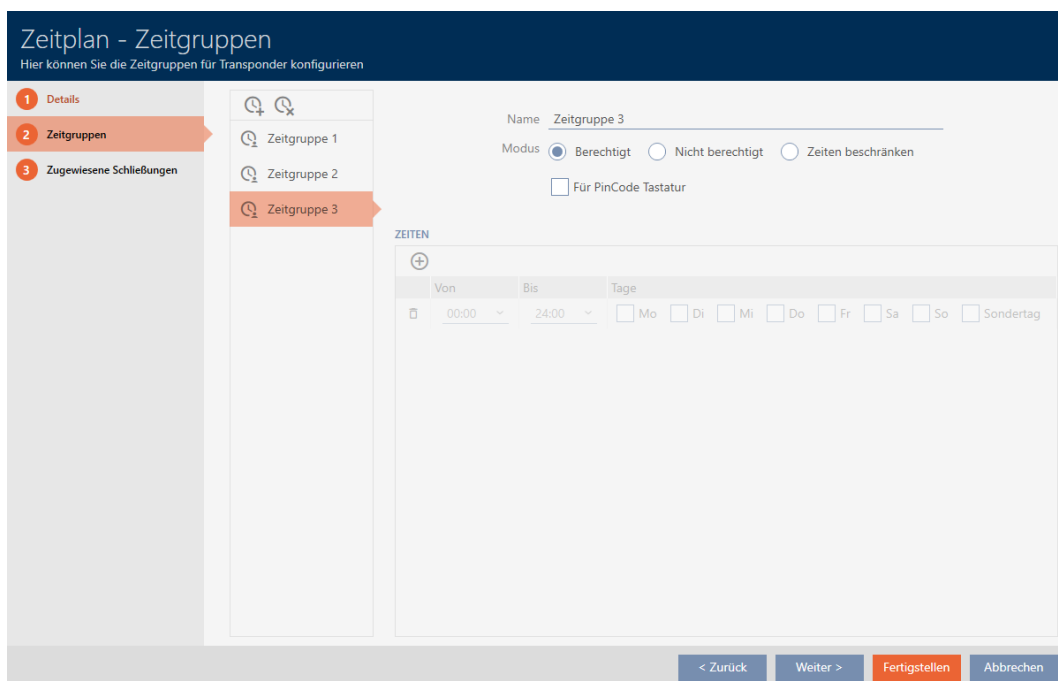 Zeitplan - Zeitgruppen
Hier können Sie die Zeitgruppen für Transponder konfigurieren
1 Details
2 Zeitgruppen
3 Zugewiesene Schließungen
Zeitgruppe 1
Zeitgruppe 2
Zeitgruppe 3
Name Zeitgruppe 3
Modus Berechtigt Nicht berechtigt Zeiten beschränken
Für PinCode Tastatur
ZEITEN
Von Bis Tage
00:00 24:00 Mo Di Mi Do Fr Sa So Sondertag
< Zurück Weiter > Fertigstellen Abbrechen